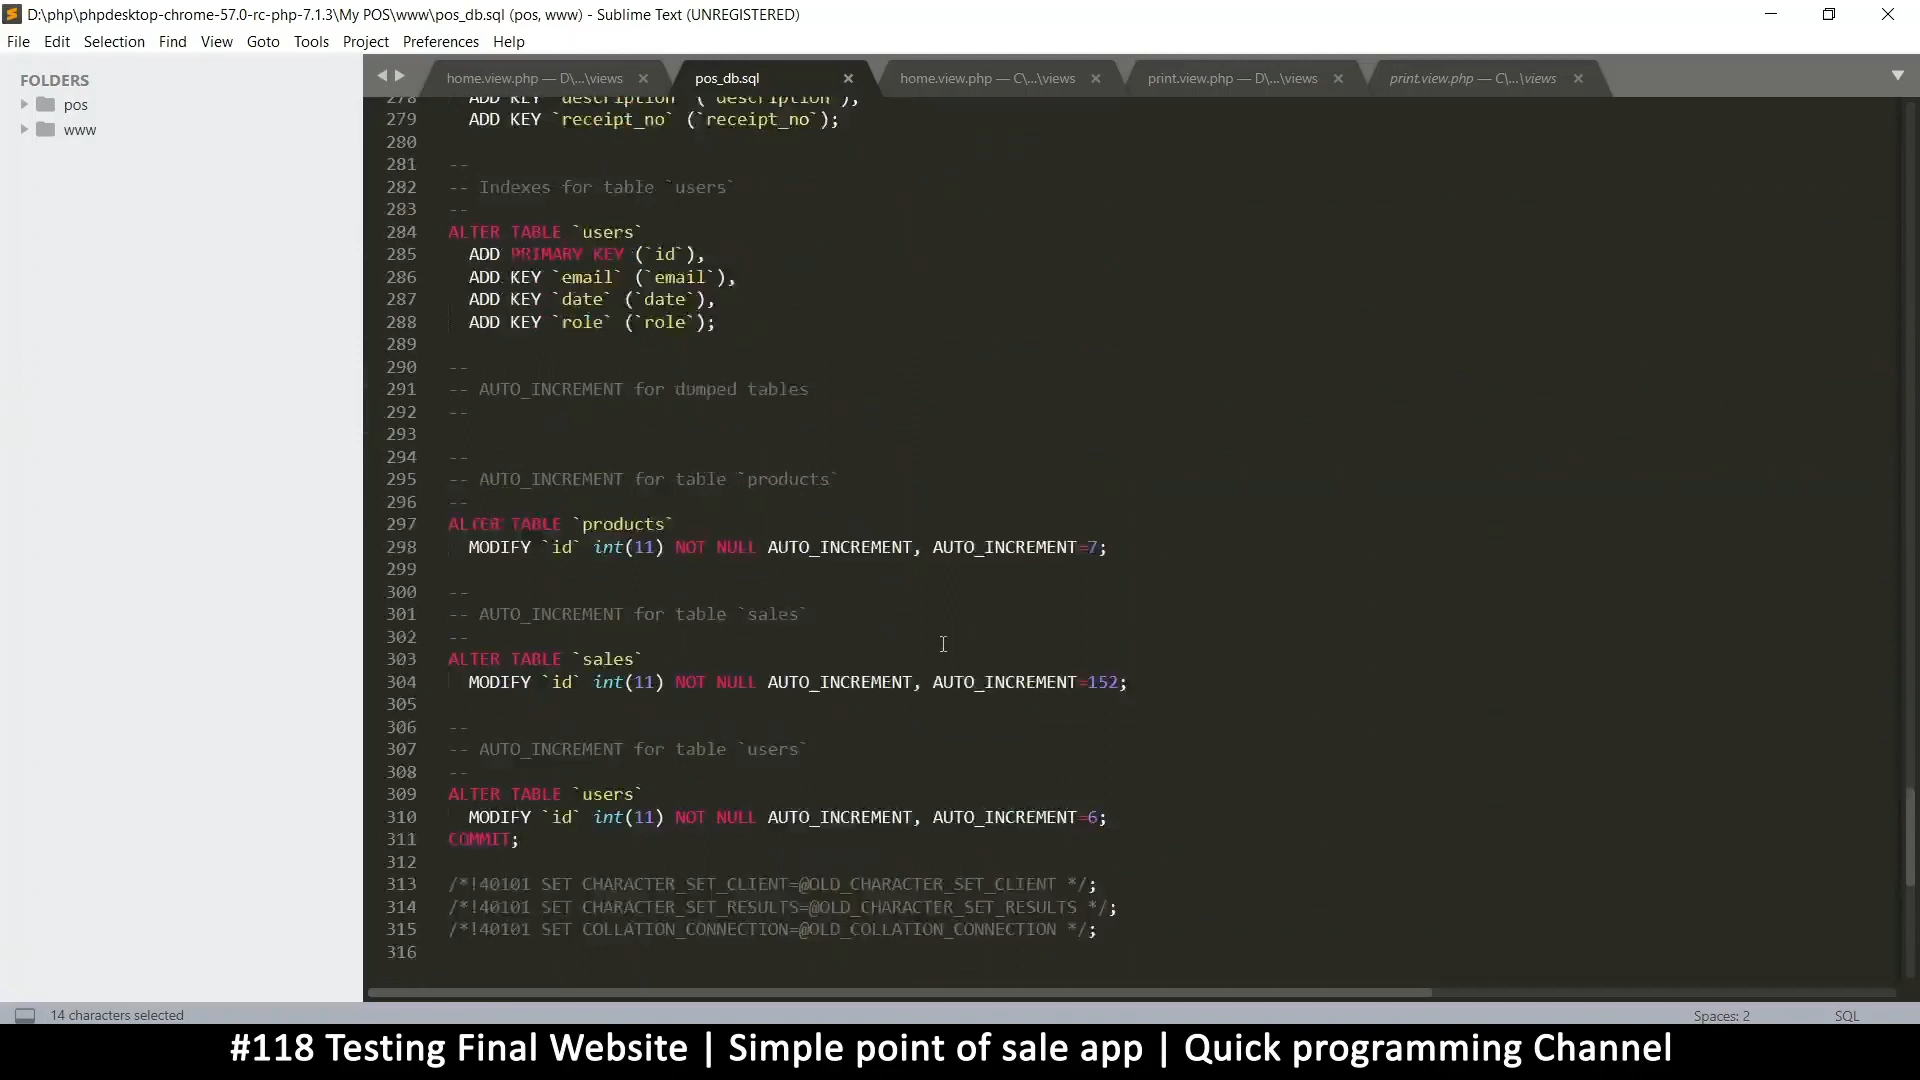 D:\php\phpdesktop-chrome-57.0-rc-php-7.1.3\My POS\www\pos_db.sql (pos, www) - Sublime Text (UNREGISTERED)
File Edit Selection Find View Goto Tools Project Preferences Help
FOLDERS
pos
www
home.view.php — D\...\views
pos_db.sql
home.view.php — C\...\views
print.view.php — D\...\views
print.view.php — C\...\views
278 ADD KEY `description` (`description`),
279 ADD KEY `receipt_no` (`receipt_no`);
280
281 --
282 -- Indexes for table `users`
283 --
284 ALTER TABLE `users`
285 ADD PRIMARY KEY (`id`),
286 ADD KEY `email` (`email`),
287 ADD KEY `date` (`date`),
288 ADD KEY `role` (`role`);
289
290 --
291 -- AUTO_INCREMENT for dumped tables
292 --
293
294 --
295 -- AUTO_INCREMENT for table `products`
296 --
297 ALTER TABLE `products`
298 MODIFY `id` int(11) NOT NULL AUTO_INCREMENT, AUTO_INCREMENT=7;
299
300 --
301 -- AUTO_INCREMENT for table `sales`
302 --
303 ALTER TABLE `sales`
304 MODIFY `id` int(11) NOT NULL AUTO_INCREMENT, AUTO_INCREMENT=152;
305
306 --
307 -- AUTO_INCREMENT for table `users`
308 --
309 ALTER TABLE `users`
310 MODIFY `id` int(11) NOT NULL AUTO_INCREMENT, AUTO_INCREMENT=6;
311 COMMIT;
312
313 /*!40101 SET CHARACTER_SET_CLIENT=@OLD_CHARACTER_SET_CLIENT */;
314 /*!40101 SET CHARACTER_SET_RESULTS=@OLD_CHARACTER_SET_RESULTS */;
315 /*!40101 SET COLLATION_CONNECTION=@OLD_COLLATION_CONNECTION */;
316
14 characters selected
Spaces: 2
SQL
#118 Testing Final Website | Simple point of sale app | Quick programming Channel